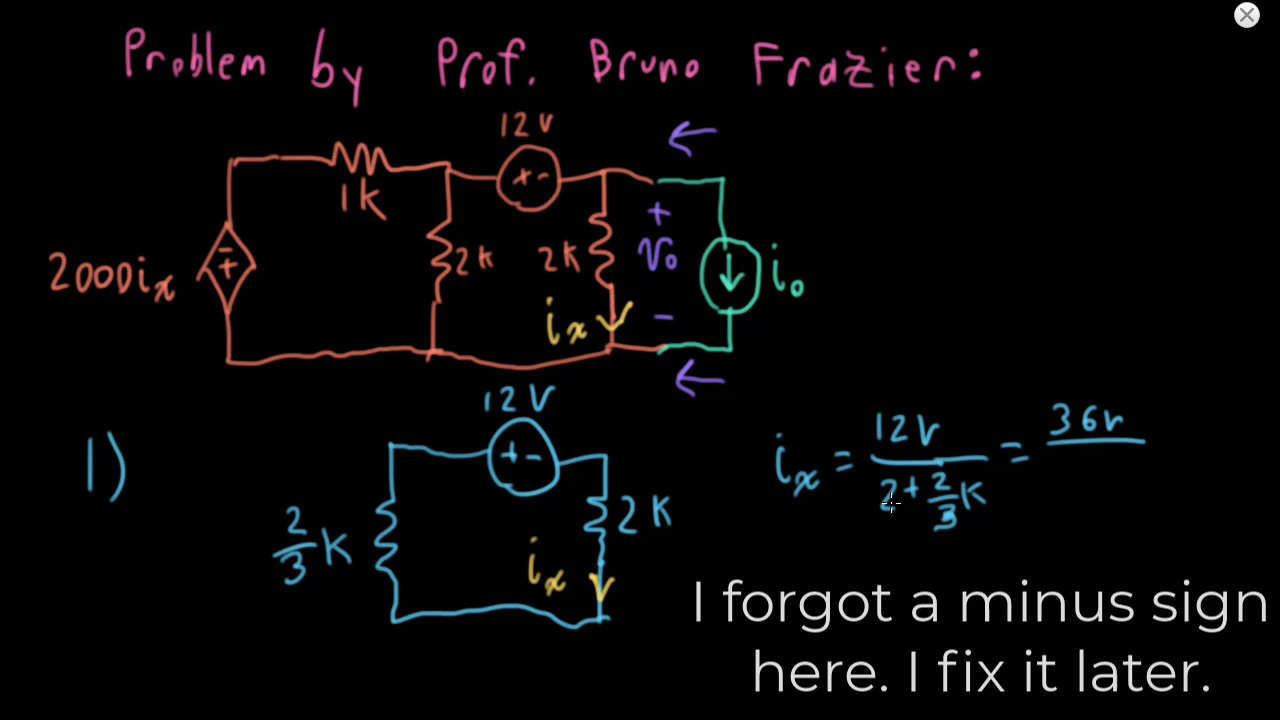 Problem by Prof. Bruno Frazier:
12V
1K
+ -
2000ix
- +
2K
2K
+
Vo
-
io
ix
12V
1)
+ -
2/3 K
2K
ix
ix = 12V / 2 + 2/3 K = 36V
I forgot a minus sign
here. I fix it later.